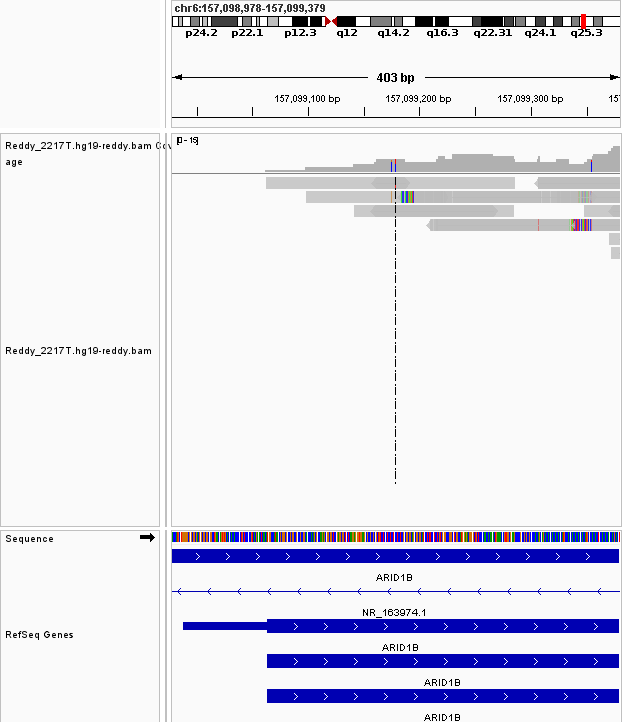 chr6:157,098,978-157,099,379
p24.2 p22.1 p12.3 q12 q14.2 q16.3 q22.31 q24.1 q25.3
403 bp
157,099,100 bp 157,099,200 bp 157,099,300 bp
[0 - 19]
Reddy_2217T.hg19-reddy.bam Cov
age
Reddy_2217T.hg19-reddy.bam
Sequence
ARID1B
NR_163974.1
RefSeq Genes
ARID1B
ARID1B
ARID1B